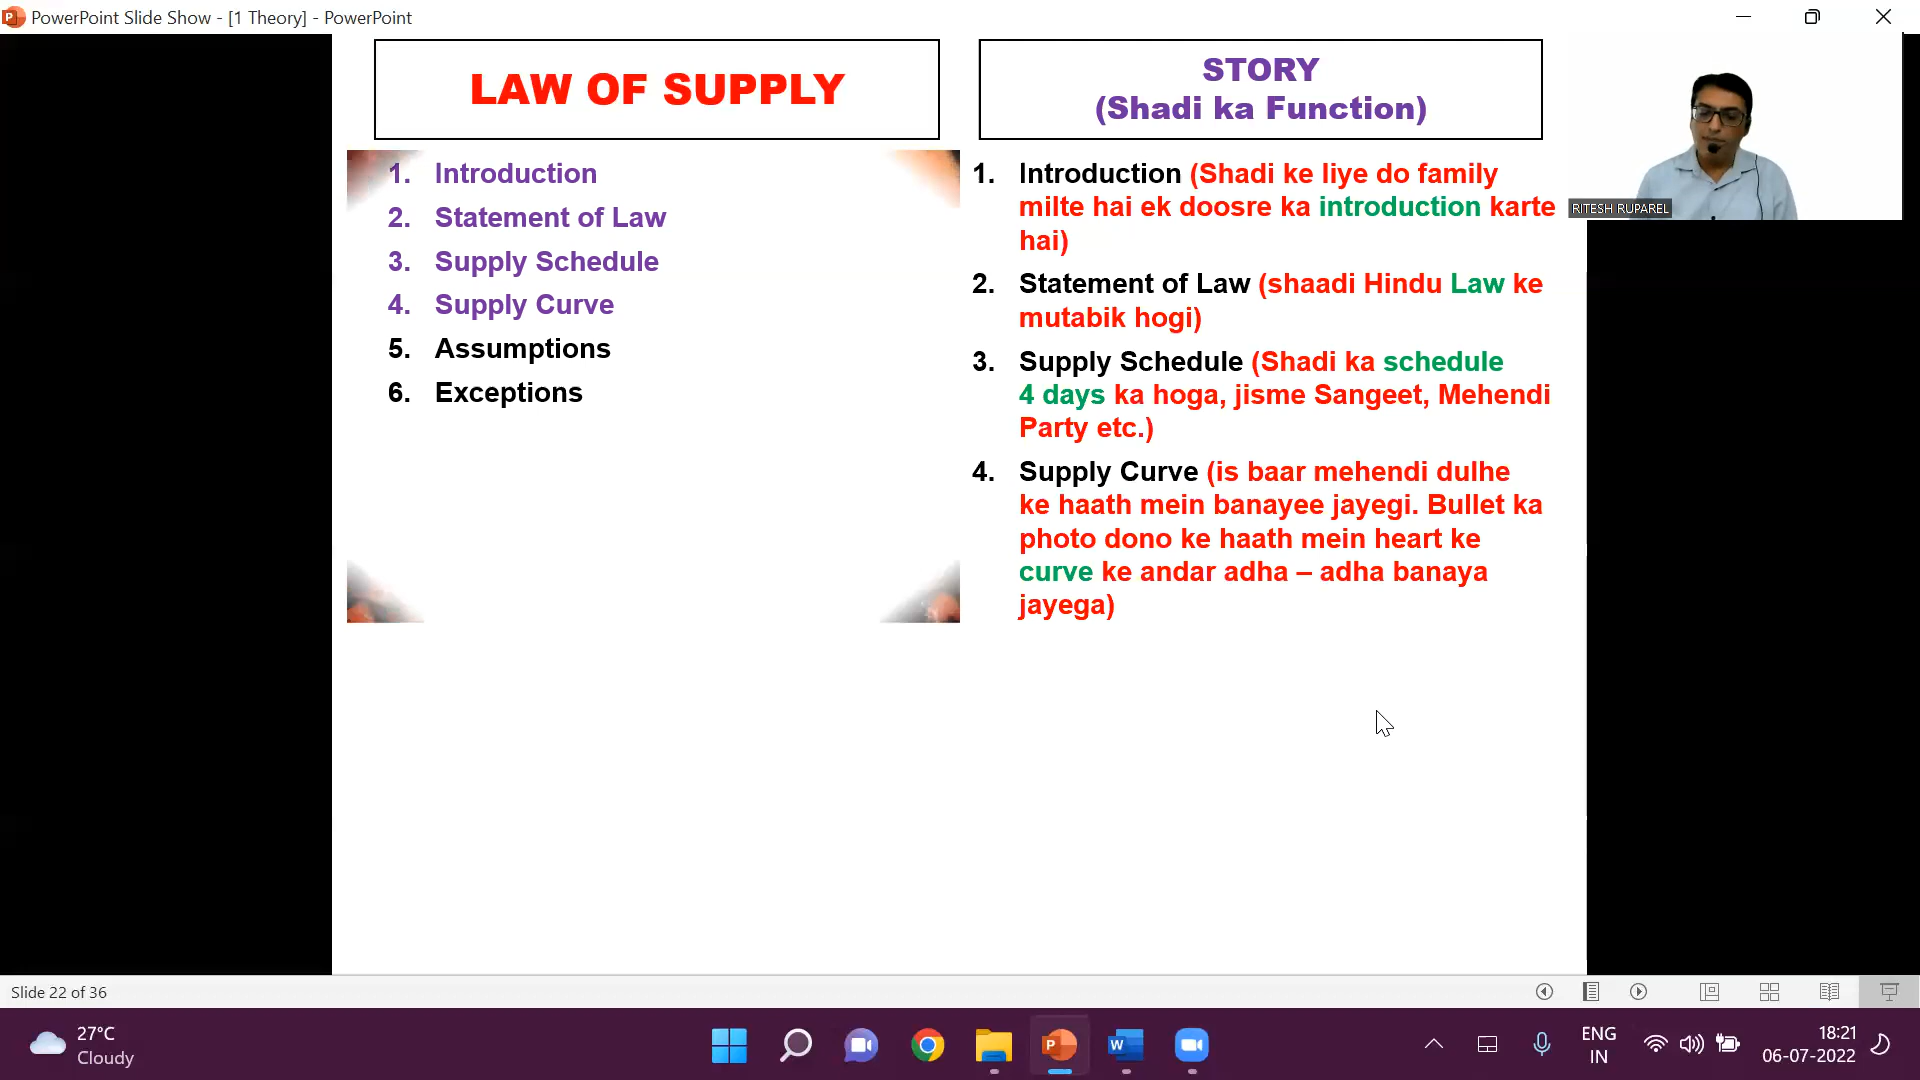 PowerPoint Slide Show - [1 Theory] - PowerPoint
LAW OF SUPPLY
1. Introduction
2. Statement of Law
3. Supply Schedule
4. Supply Curve
5. Assumptions
6. Exceptions
STORY
(Shadi ka Function)
1. Introduction (Shadi ke liye do family
milte hai ek doosre ka introduction karte
hai)
2. Statement of Law (shaadi Hindu Law ke
mutabik hogi)
3. Supply Schedule (Shadi ka schedule
4 days ka hoga, jisme Sangeet, Mehendi
Party etc.)
4. Supply Curve (is baar mehendi dulhe
ke haath mein banayee jayegi. Bullet ka
photo dono ke haath mein heart ke
curve ke andar adha – adha banaya
jayega)
RITESH RUPAREL
Slide 22 of 36
27°C
Cloudy
ENG
IN
18:21
06-07-2022